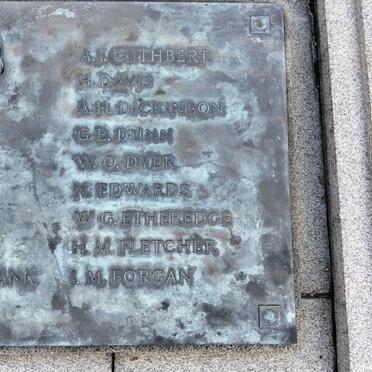 A. J. CUTHBERT
H. DAVIS
A. H. DICKINSON
G. E. DUNN
W. O. DYER
N. EDWARDS
W. G. ETHEREDGE
H. M. FLETCHER
J. M. FORGAN